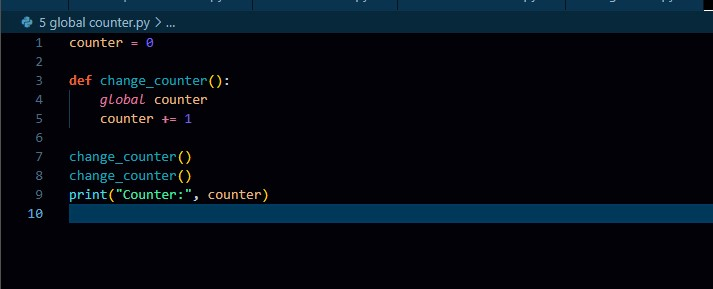 5 global counter.py > ...
1 counter = 0
2
3 def change_counter():
4     global counter
5     counter += 1
6
7 change_counter()
8 change_counter()
9 print("Counter:", counter)
10